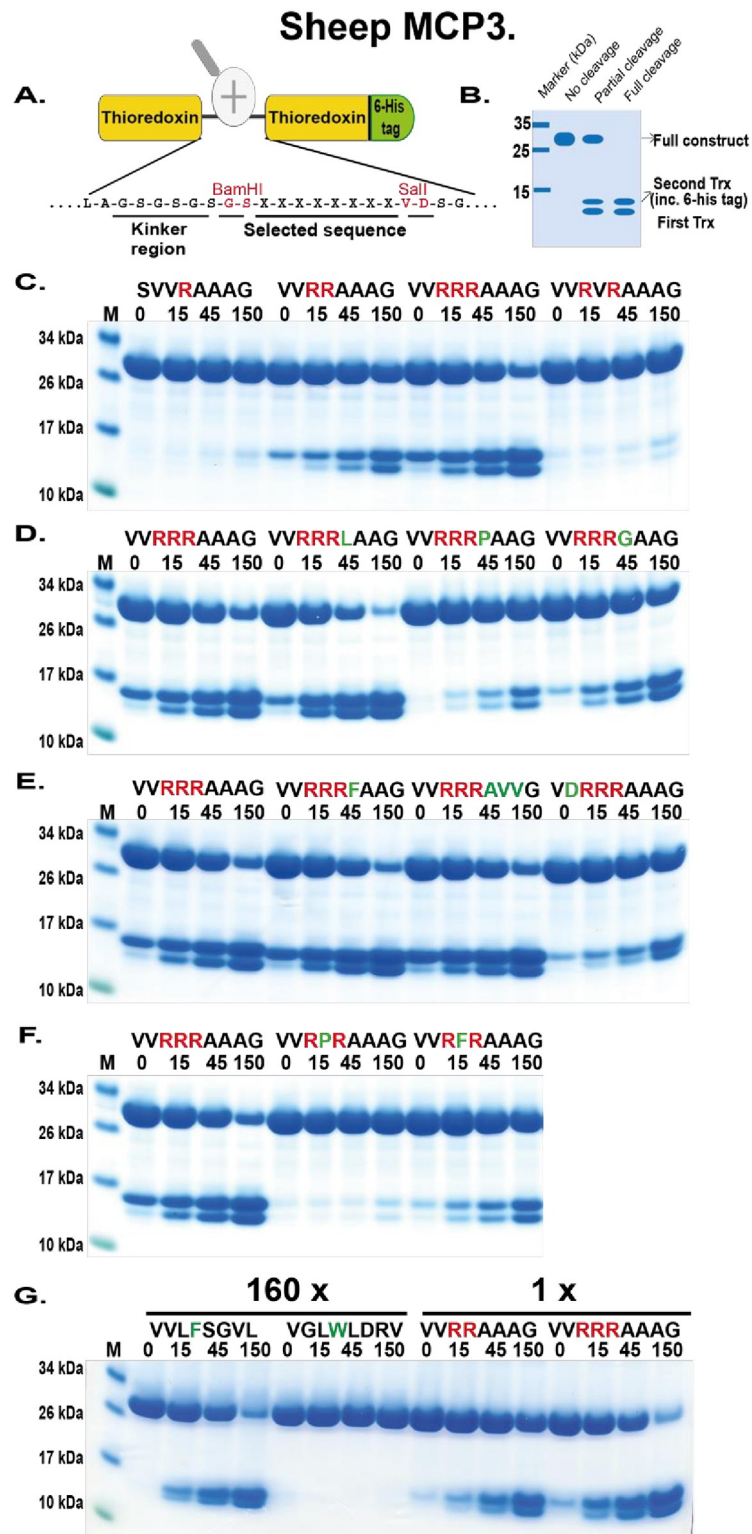 Sheep MCP3.
A.
Thioredoxin
Thioredoxin
6-His
tag
BamHI
SalI
....L A G S G S G S - G - S - X - X - X - X - X - X - X - X - V - D - S G....
Kinker
region
Selected sequence
B.
Marker (kDa)
No cleavage
Partial cleavage
Full cleavage
35
25
15
Full construct
Second Trx
(inc. 6-his tag)
First Trx
C.
SVVRAAAG VVRRAAAG VVRRRAAAG VVRVRAAAG
M 0 15 45 150 0 15 45 150 0 15 45 150 0 15 45 150
34 kDa
26 kDa
17 kDa
10 kDa
D.
VVRRRAAAG VVRRRLAAG VVRRRPAAG VVRRRGAAG
M 0 15 45 150 0 15 45 150 0 15 45 150 0 15 45 150
34 kDa
26 kDa
17 kDa
10 kDa
E.
VVRRRAAAG VVRRRFAAG VVRRRAVVG VDRRRAAAG
M 0 15 45 150 0 15 45 150 0 15 45 150 0 15 45 150
34 kDa
26 kDa
17 kDa
10 kDa
F.
VVRRRAAAG VVRPRAAAG VVRFRAAAG
M 0 15 45 150 0 15 45 150 0 15 45 150
34 kDa
26 kDa
17 kDa
10 kDa
G.
160 x 1 x
VVLFSGVL VGLWLDRV VVRRAAAG VVRRRAAAG
M 0 15 45 150 0 15 45 150 0 15 45 150 0 15 45 150
34 kDa
26 kDa
17 kDa
10 kDa